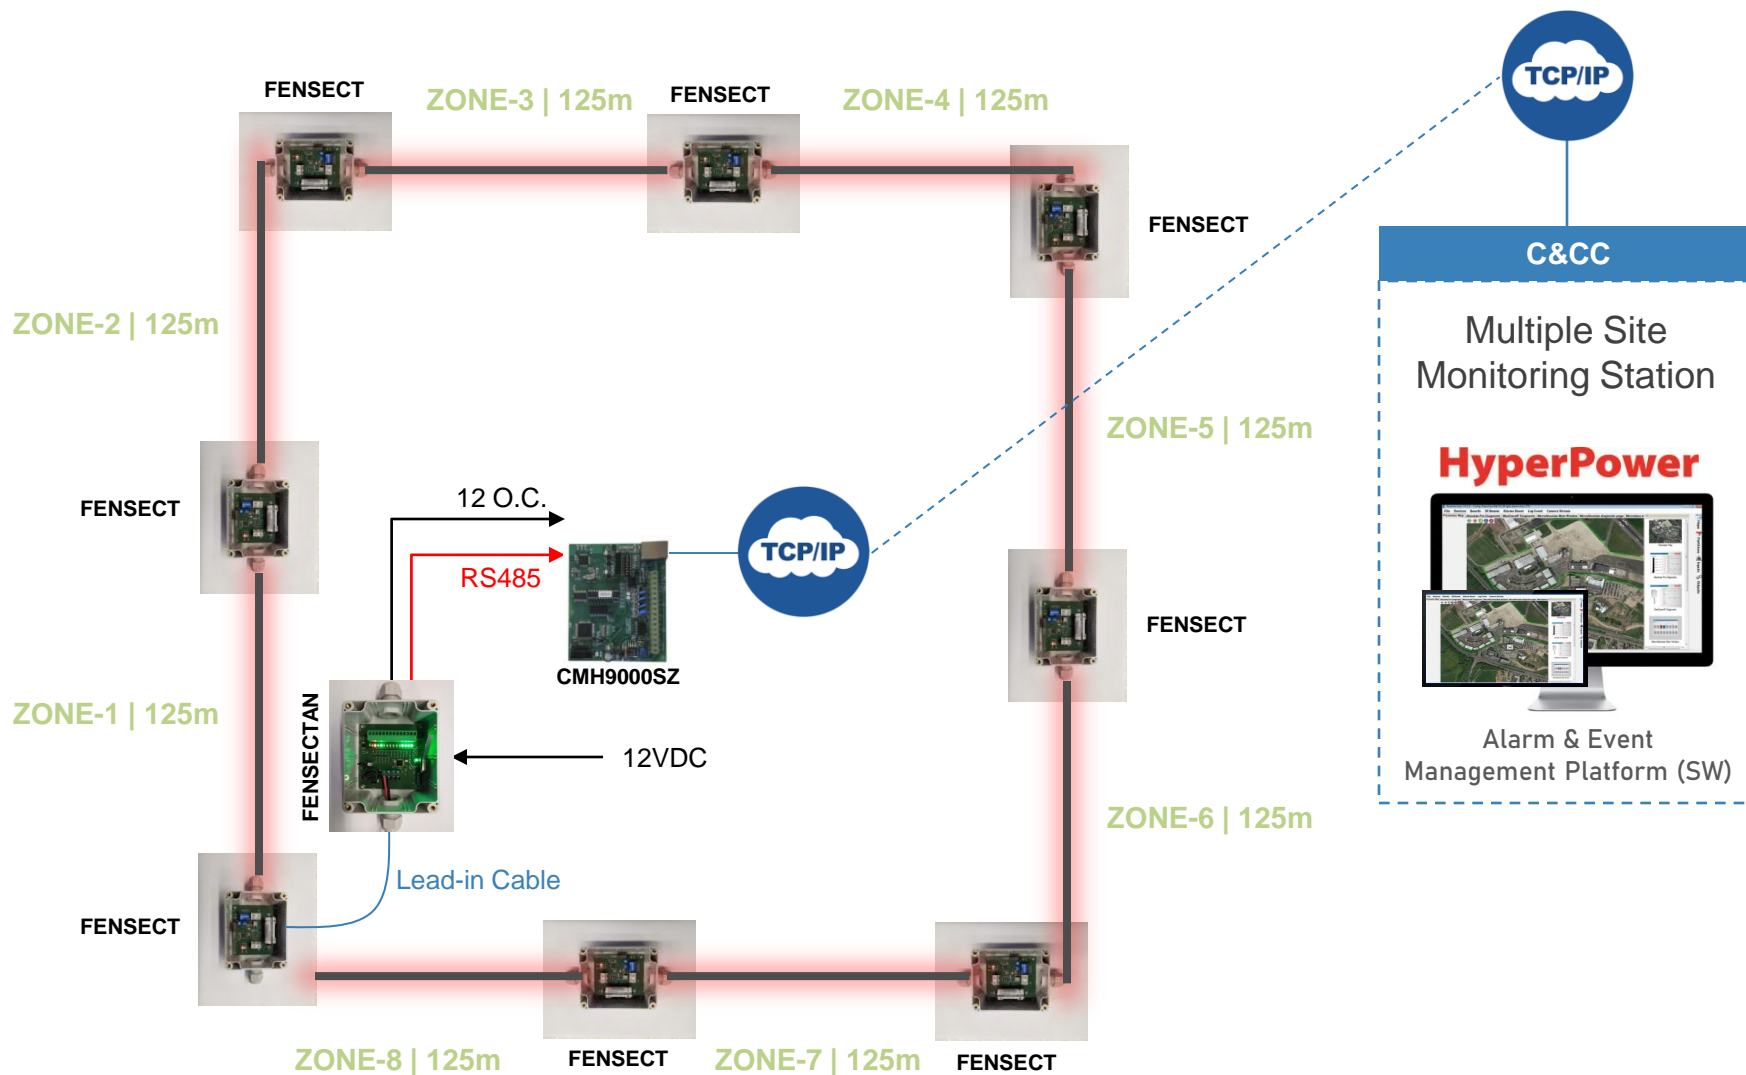 TCP/IP
FENSECT
ZONE-3 | 125m
FENSECT
ZONE-4 | 125m
FENSECT
C&CC
Multiple Site
Monitoring Station
HyperPower
Alarm & Event
Management Platform (SW)
ZONE-2 | 125m
ZONE-5 | 125m
FENSECT
12 O.C.
RS485
TCP/IP
CMH9000SZ
FENSECT
ZONE-1 | 125m
FENSECTAN
12VDC
ZONE-6 | 125m
Lead-in Cable
FENSECT
ZONE-8 | 125m
FENSECT
ZONE-7 | 125m
FENSECT